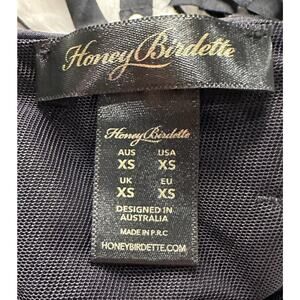 Honey Birdette
Honey Birdette
AUS USA
XS XS
UK EU
XS XS
DESIGNED IN
AUSTRALIA
MADE IN P.R.C
HONEYBIRDETTE.COM